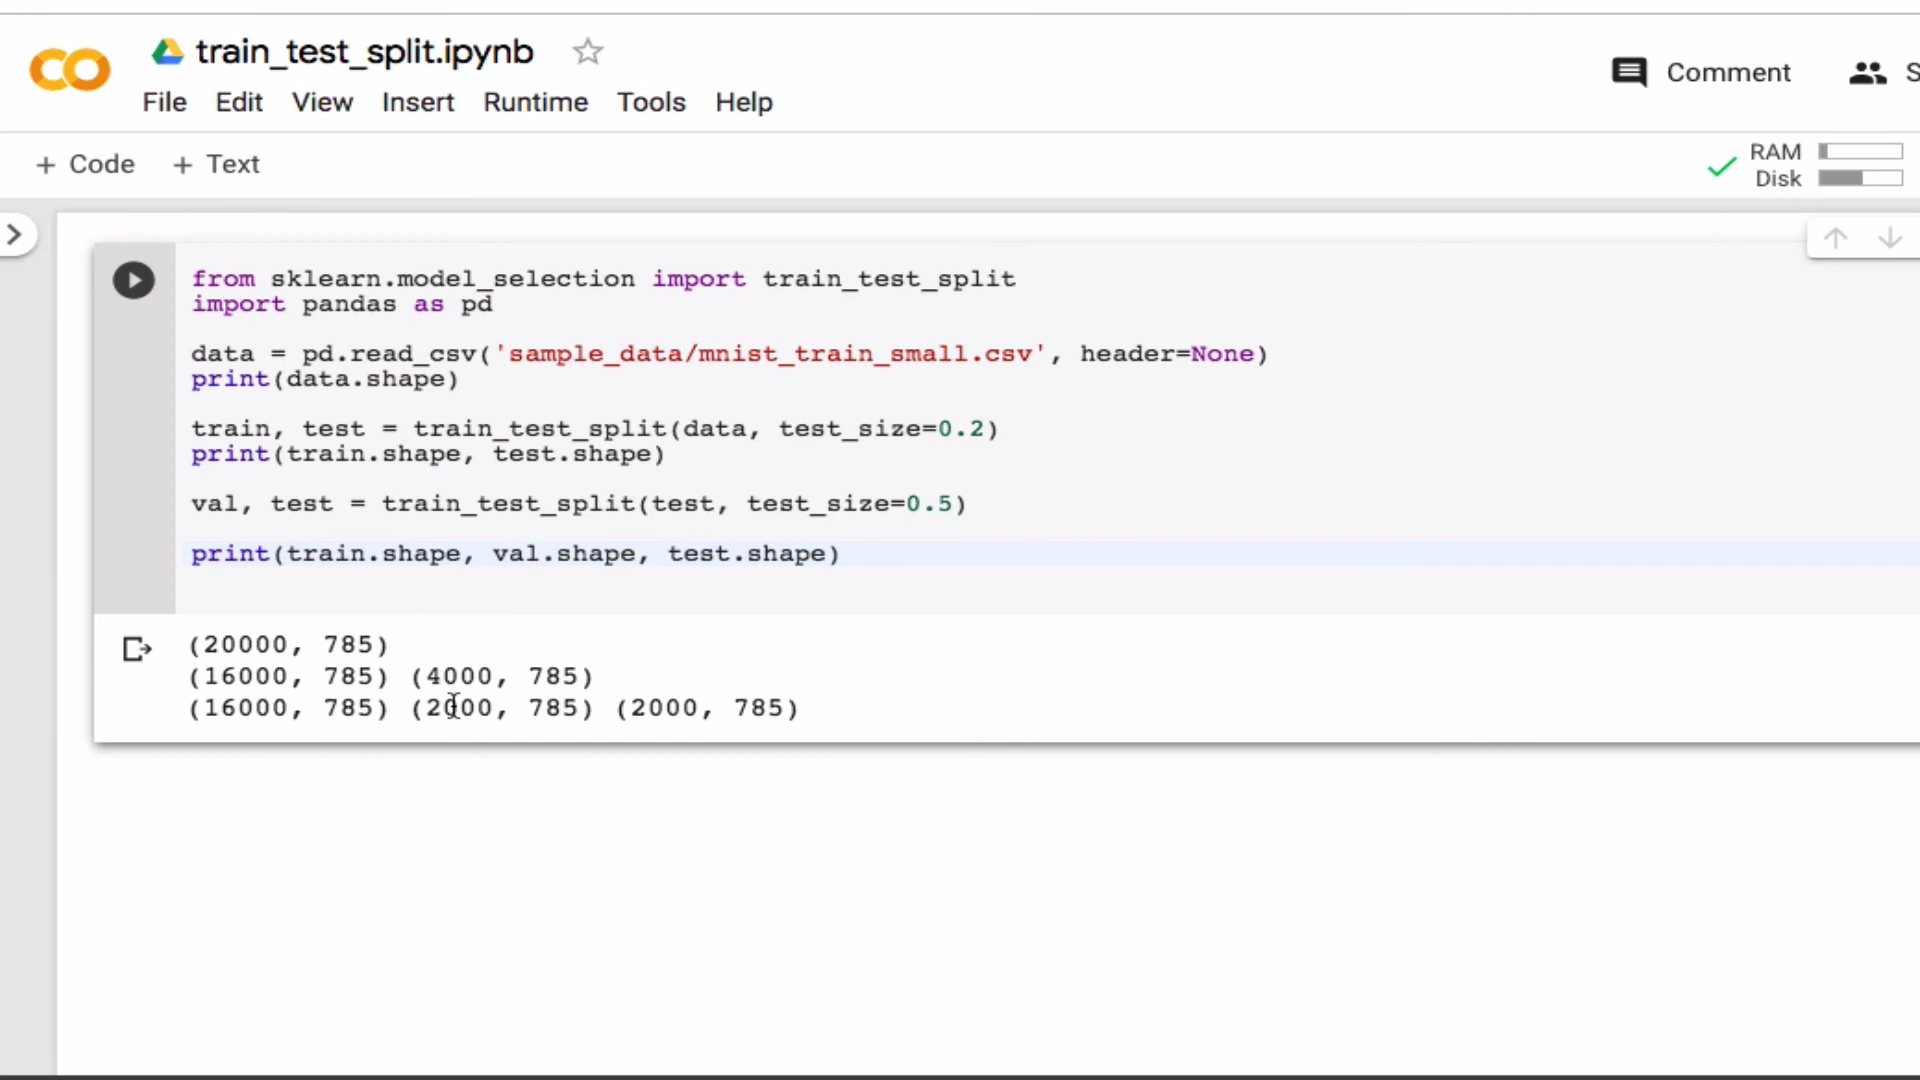 train_test_split.ipynb
Comment
File Edit View Insert Runtime Tools Help
+ Code + Text
RAM
Disk
from sklearn.model_selection import train_test_split
import pandas as pd
data = pd.read_csv('sample_data/mnist_train_small.csv', header=None)
print(data.shape)
train, test = train_test_split(data, test_size=0.2)
print(train.shape, test.shape)
val, test = train_test_split(test, test_size=0.5)
print(train.shape, val.shape, test.shape)
(20000, 785)
(16000, 785) (4000, 785)
(16000, 785) (2000, 785) (2000, 785)